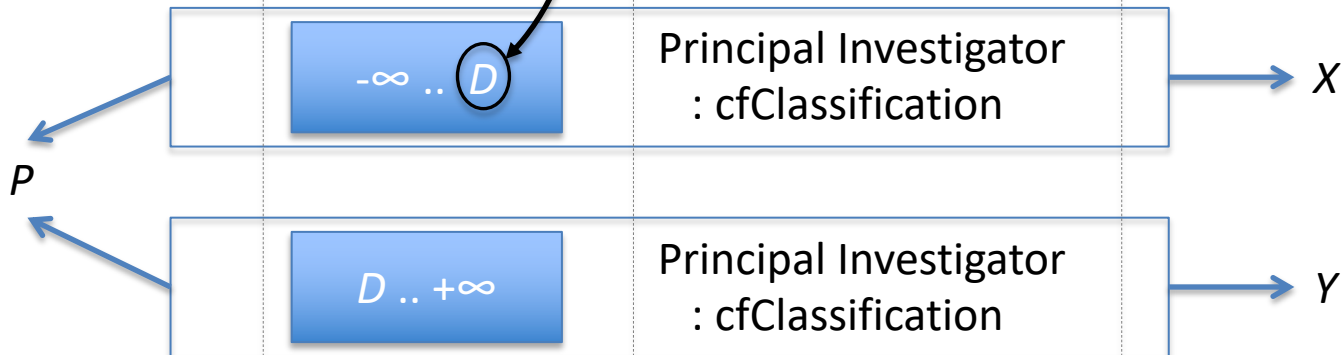 -∞ .. D
Principal Investigator
: cfClassification
X
P
D .. +∞
Principal Investigator
: cfClassification
Y